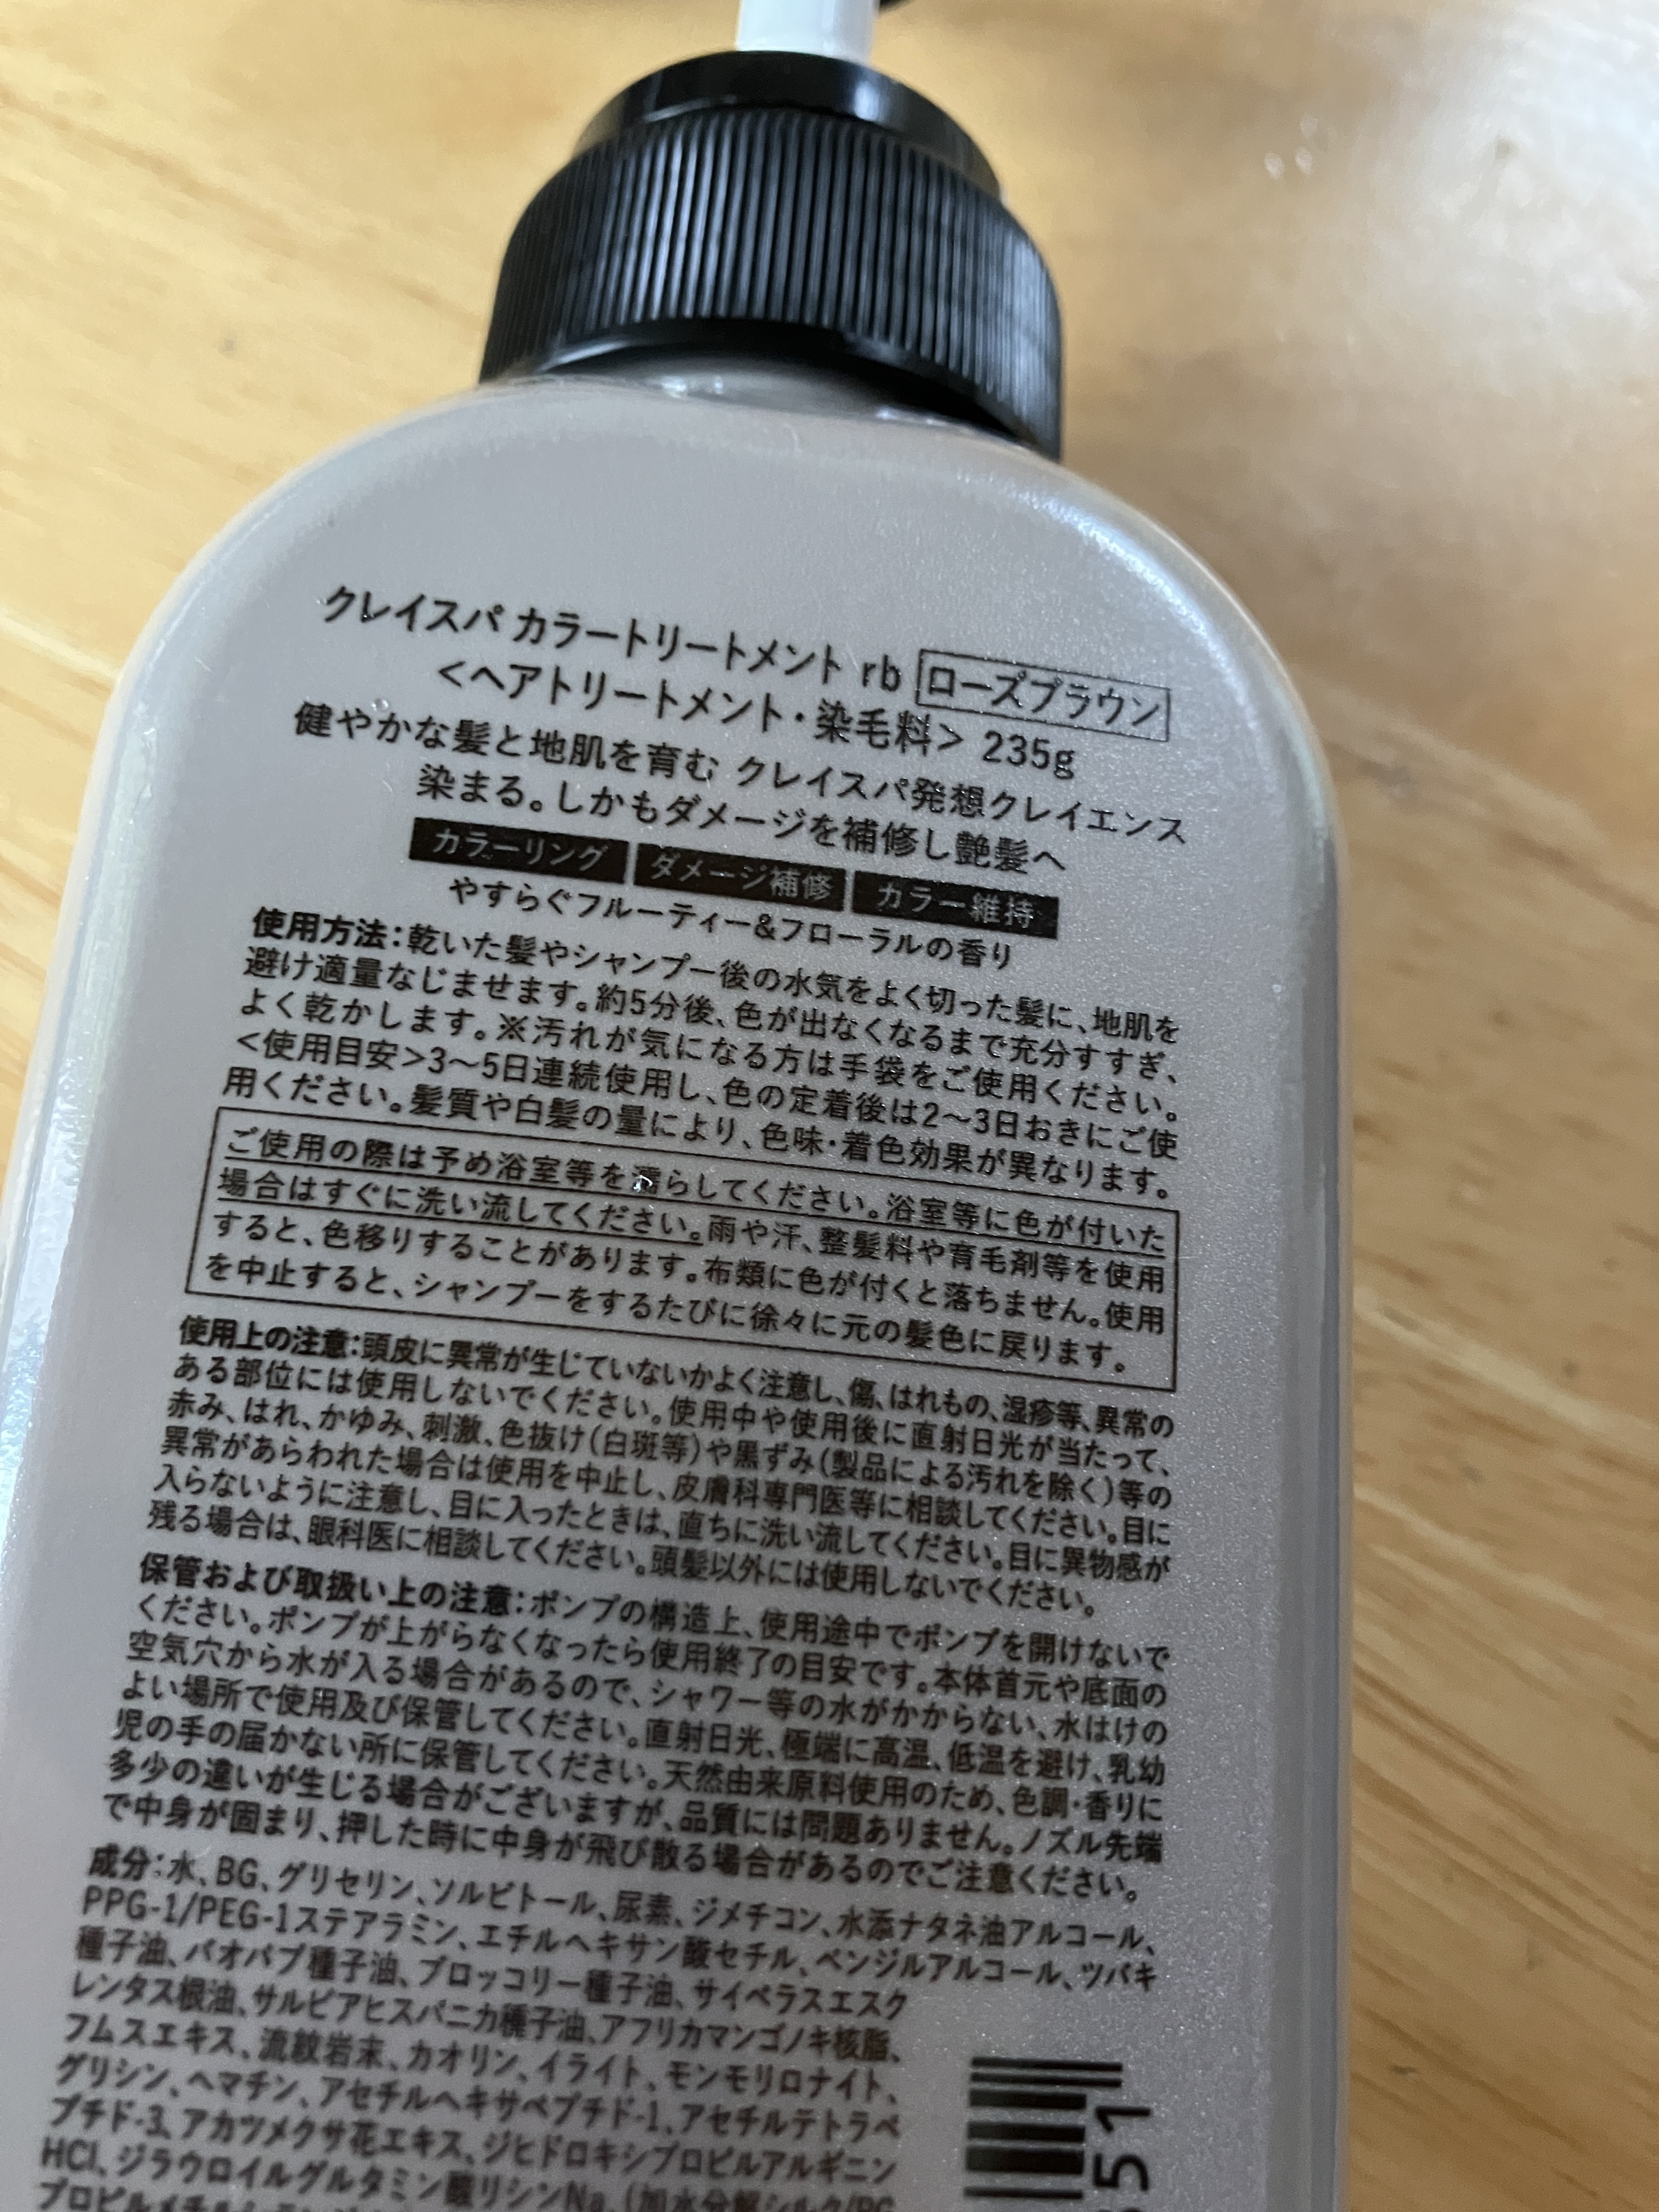 クレイスパ カラートリートメント rb ローズブラウン
<ヘアトリートメント・染毛料> 235g
健やかな髪と地肌を育む クレイスパ発想クレイエンス
染まる。しかもダメージを補修し艶髪へ
カラーリング ダメージ補修 カラー維持
やすらぐフルーティー&フローラルの香り
使用方法:乾いた髪やシャンプー後の水気をよく切った髪に、地肌を
避け適量なじませます。約5分後、色が出なくなるまで充分すすぎ、
よく乾かします。※汚れが気になる方は手袋をご使用ください。
<使用目安>3〜5日連続使用し、色の定着後は2〜3日おきにご使
用ください。髪質や白髪の量により、色味・着色効果が異なります。
ご使用の際は予め浴室等を濡らしてください。浴室等に色が付いた
場合はすぐに洗い流してください。雨や汗、整髪料や育毛剤等を使用
すると、色移りすることがあります。布類に色が付くと落ちません。使用
を中止すると、シャンプーをするたびに徐々に元の髪色に戻ります。
使用上の注意:頭皮に異常が生じていないかよく注意し、傷、はれもの、湿疹等、異常の
ある部位には使用しないでください。使用中や使用後に直射日光が当たって、
赤み、はれ、かゆみ、刺激、色抜け(白斑等)や黒ずみ(製品による汚れを除く)等の
異常があらわれた場合は使用を中止し、皮膚科専門医等に相談してください。目に
入らないように注意し、目に入ったときは、直ちに洗い流してください。目に異物感が
残る場合は、眼科医に相談してください。頭髪以外には使用しないでください。
保管および取扱い上の注意:ポンプの構造上、使用途中でポンプを開けないで
ください。ポンプが上がらなくなったら使用終了の目安です。本体首元や底面の
空気穴から水が入る場合があるので、シャワー等の水がかからない、水はけの
よい場所で使用及び保管してください。直射日光、極端に高温、低温を避け、乳幼
児の手の届かない所に保管してください。天然由来原料使用のため、色調・香りに
多少の違いが生じる場合がございますが、品質には問題ありません。ノズル先端
で中身が固まり、押した時に中身が飛び散る場合があるのでご注意ください。
成分:水、BG、グリセリン、ソルビトール、尿素、ジメチコン、水添ナタネ油アルコール、
PPG-1/PEG-1ステアラミン、エチルヘキサン酸セチル、ベンジルアルコール、ツバキ
種子油、バオバブ種子油、ブロッコリー種子油、サイペラスエスク
レンタス根油、サルビアヒスパニカ種子油、アフリカマンゴノキ核脂、
フムスエキス、流紋岩末、カオリン、イライト、モンモリロナイト、
グリシン、ヘマチン、アセチルヘキサペプチド-1、アセチルテトラペ
プチド-3、アカツメクサ花エキス、ジヒドロキシプロピルアルギニン
HCl、ジラウロイルグルタミン酸リシンNa、(加水分解シルク/PG
51